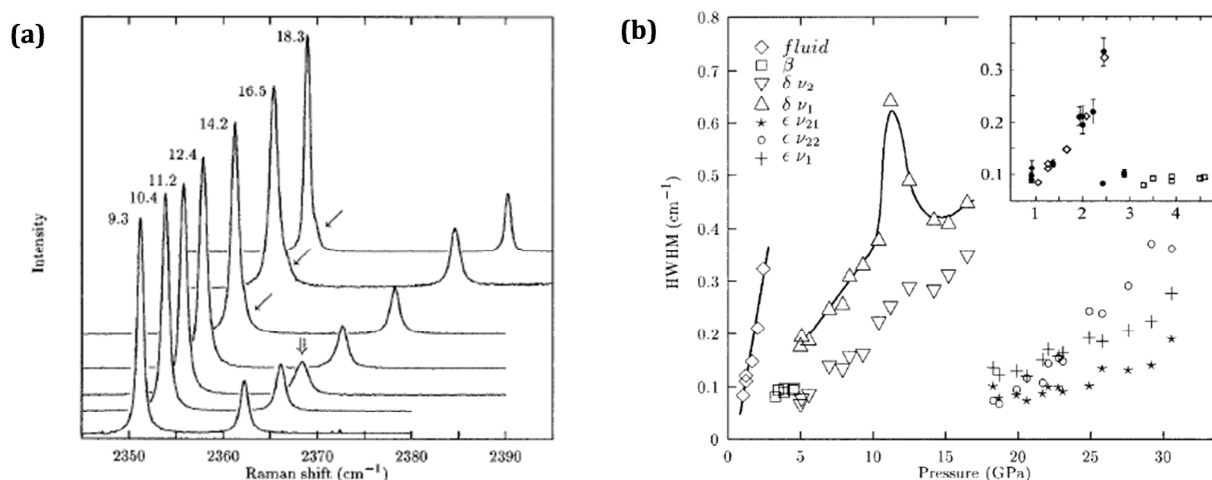 (a)
18.3
16.5
14.2
12.4
11.2
10.4
9.3
Intensity
2350 2360 2370 2380 2390
Raman shift (cm⁻¹)
(b)
0.8
0.7
0.6
0.5
0.4
0.3
0.2
0.1
0
HWHM (cm⁻¹)
fluid
β
δ ν₂
δ ν₁
ϵ ν₂₁
ϵ ν₂₂
ϵ ν₁
0.3
0.2
0.1
1 2 3 4
0 5 10 15 20 25 30
Pressure (GPa)